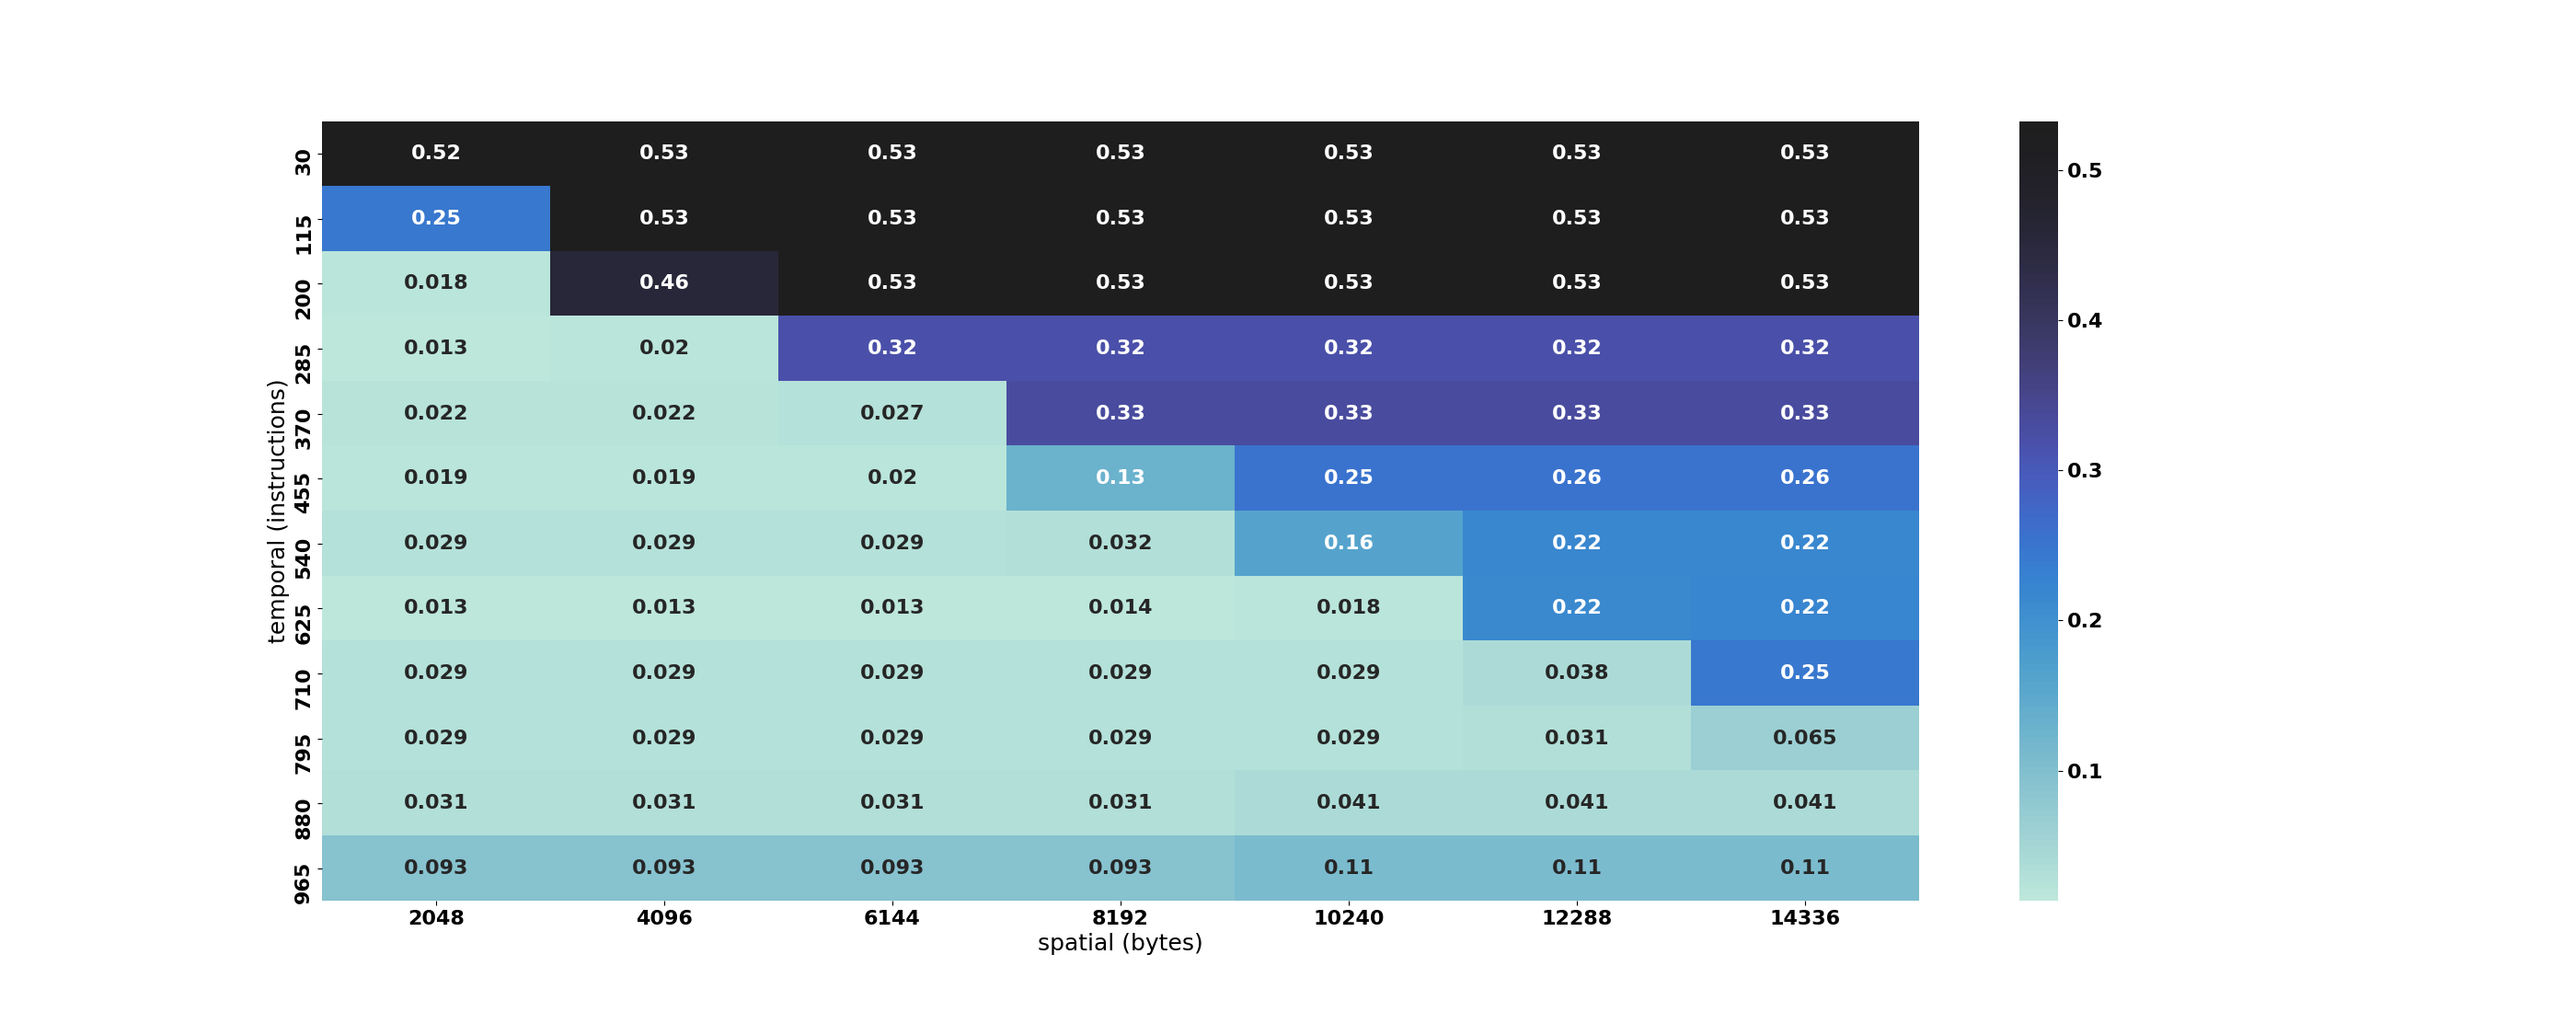 temporal (instructions)
30 0.52 0.53 0.53 0.53 0.53 0.53 0.53
115 0.25 0.53 0.53 0.53 0.53 0.53 0.53
200 0.018 0.46 0.53 0.53 0.53 0.53 0.53
285 0.013 0.02 0.32 0.32 0.32 0.32 0.32
370 0.022 0.022 0.027 0.33 0.33 0.33 0.33
455 0.019 0.019 0.02 0.13 0.25 0.26 0.26
540 0.029 0.029 0.029 0.032 0.16 0.22 0.22
625 0.013 0.013 0.013 0.014 0.018 0.22 0.22
710 0.029 0.029 0.029 0.029 0.029 0.038 0.25
795 0.029 0.029 0.029 0.029 0.029 0.031 0.065
880 0.031 0.031 0.031 0.031 0.041 0.041 0.041
965 0.093 0.093 0.093 0.093 0.11 0.11 0.11
2048 4096 6144 8192 10240 12288 14336
spatial (bytes)
0.5
0.4
0.3
0.2
0.1